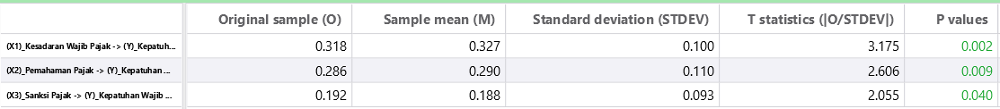 Original sample (O) Sample mean (M) Standard deviation (STDEV) T statistics (|O/STDEV|) P values
(X1)_Kesadaran Wajib Pajak -> (Y)_Kepatuh... 0.318 0.327 0.100 3.175 0.002
(X2)_Pemahaman Pajak -> (Y)_Kepatuhan ... 0.286 0.290 0.110 2.606 0.009
(X3)_Sanksi Pajak -> (Y)_Kepatuhan Wajib ... 0.192 0.188 0.093 2.055 0.040